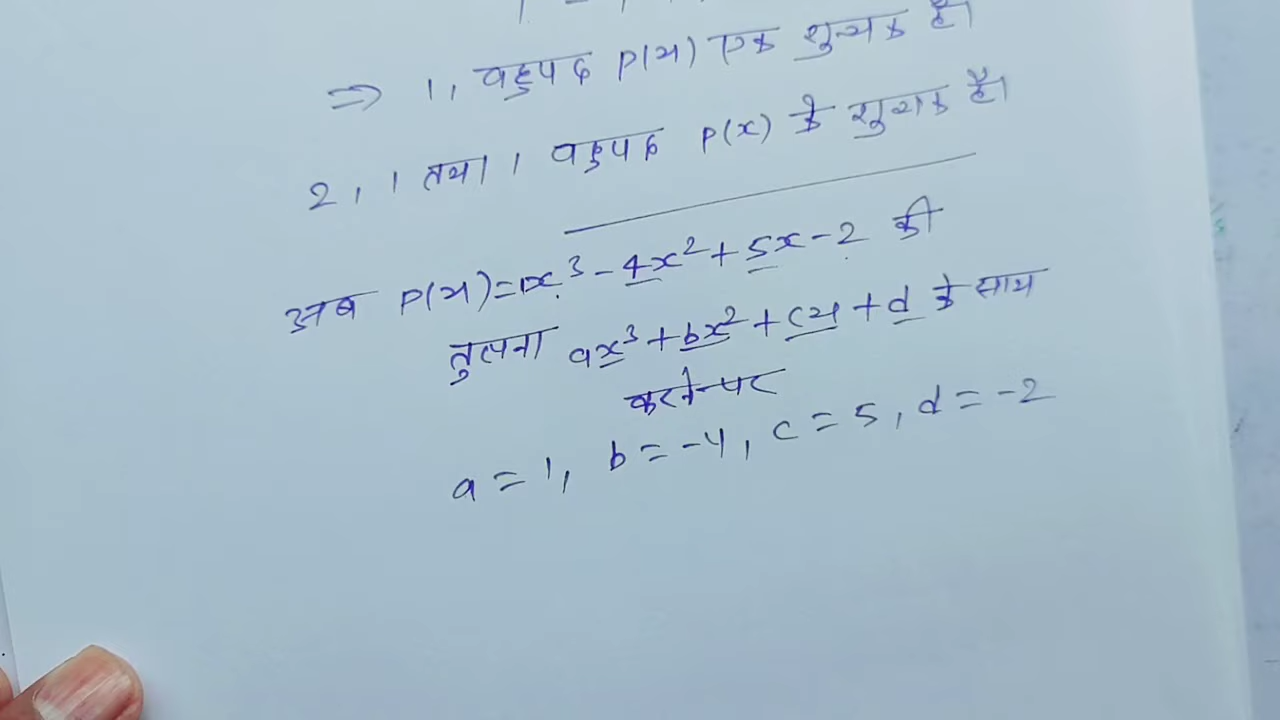 ⇒ 1, बहुपद p(x) एक शून्यक है।
2, 1 तथा 1 बहुपद p(x) के शून्यक है।
अब p(x)=1x³-4x²+5x-2 की
तुलना ax³+bx²+cx+d के साथ
करने पर
a=1, b=-4, c=5, d=-2